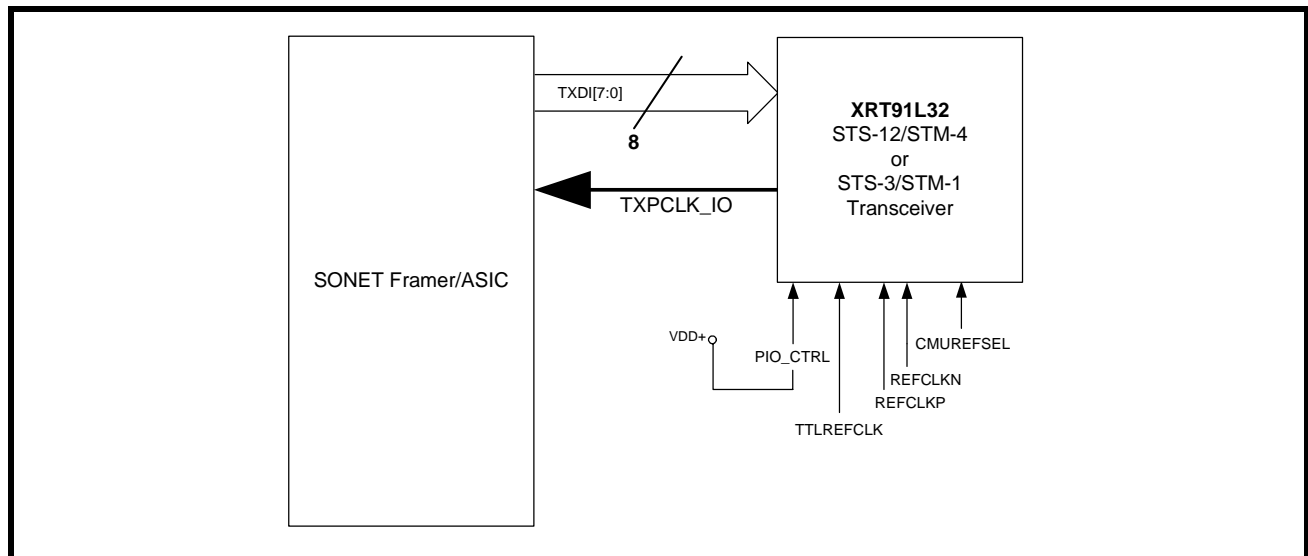 TXDI[7:0]
8
XRT91L32
STS-12/STM-4
or
STS-3/STM-1
Transceiver
TXPCLK_IO
SONET Framer/ASIC
VDD+
PIO_CTRL
CMUREFSEL
REFCLKN
REFCLKP
TTLREFCLK